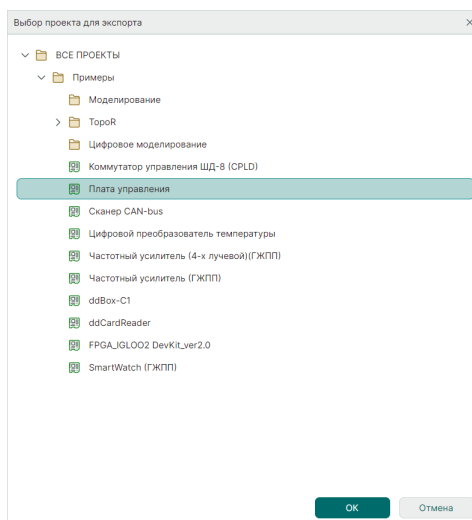 Выбор проекта для экспорта
ВСЕ ПРОЕКТЫ
Примеры
Моделирование
TopoR
Цифровое моделирование
Коммутатор управления ШД-8 (CPLD)
Плата управления
Сканер CAN-bus
Цифровой преобразователь температуры
Частотный усилитель (4-х лучевой)(ГЖПП)
Частотный усилитель (ГЖПП)
ddBox-C1
ddCardReader
FPGA_IGLOO2 DevKit_ver2.0
SmartWatch (ГЖПП)
ОК Отмена